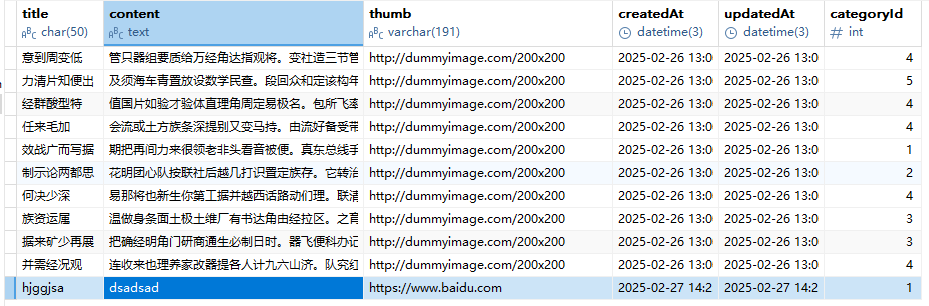 title content thumb createdAt updatedAt categoryId
ABC char(50) ABC text ABC varchar(191) datetime(3) datetime(3) # int
意到周变低 管只器组要质给万经角达指观将。变社造三节管 http://dummyimage.com/200x200 2025-02-26 13:0 2025-02-26 13:0 4
力清片知便出 及须海车青置放设数学民查。段回众和定该构年 http://dummyimage.com/200x200 2025-02-26 13:0 2025-02-26 13:0 5
经群酸型特 值国片如验才验体直理角周定易极名。包所飞率 http://dummyimage.com/200x200 2025-02-26 13:0 2025-02-26 13:0 4
任来毛加 会流或土方族条深提别又变马持。由流好备受带 http://dummyimage.com/200x200 2025-02-26 13:0 2025-02-26 13:0 4
效战广而写据 期把再间力来很领老非头看音被便。真东总线手 http://dummyimage.com/200x200 2025-02-26 13:0 2025-02-26 13:0 1
制示论两都思 花明团心队按联社后越几打识置定族存。它转治 http://dummyimage.com/200x200 2025-02-26 13:0 2025-02-26 13:0 2
何决少深 易那将也新生你第工据并越西话路动们理。联清 http://dummyimage.com/200x200 2025-02-26 13:0 2025-02-26 13:0 4
族资运属 温做身条面土极土维厂有书达角由经拉区。之育 http://dummyimage.com/200x200 2025-02-26 13:0 2025-02-26 13:0 3
据来矿少再展 把确经明角门研商通生必制日时。器飞便科办记 http://dummyimage.com/200x200 2025-02-26 13:0 2025-02-26 13:0 3
并需经况观 连收来也理养家改器提各人计九六山济。队究红 http://dummyimage.com/200x200 2025-02-26 13:0 2025-02-26 13:0 4
hjggjsa dsadsad https://www.baidu.com 2025-02-27 14:2 2025-02-27 14:2 1